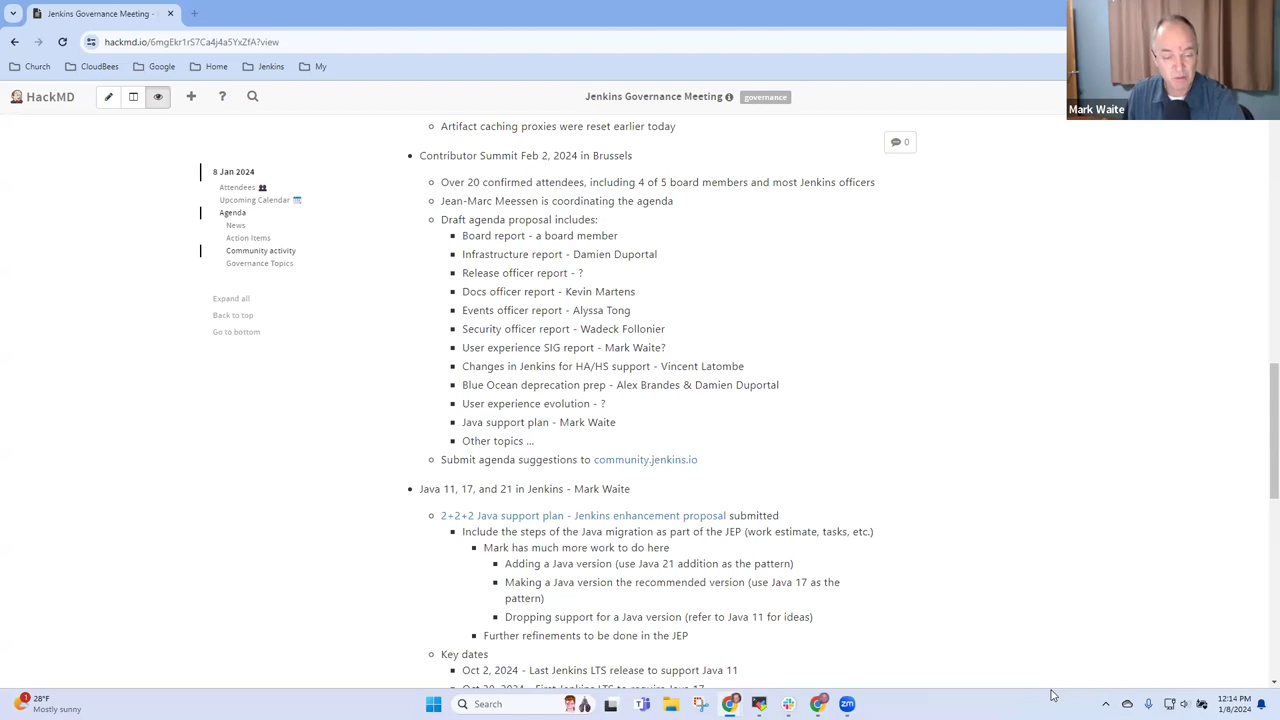 Jenkins Governance Meeting -
hackmd.io/6mgEkr1rS7Ca4j4a5YxZfA?view
Church
CloudBees
Google
Home
Jenkins
My
Mark Waite
HackMD
Jenkins Governance Meeting
governance
0
8 Jan 2024
Attendees
Upcoming Calendar
Agenda
News
Action Items
Community activity
Governance Topics
Expand all
Back to top
Go to bottom
Artifact caching proxies were reset earlier today
Contributor Summit Feb 2, 2024 in Brussels
Over 20 confirmed attendees, including 4 of 5 board members and most Jenkins officers
Jean-Marc Meessen is coordinating the agenda
Draft agenda proposal includes:
Board report - a board member
Infrastructure report - Damien Duportal
Release officer report - ?
Docs officer report - Kevin Martens
Events officer report - Alyssa Tong
Security officer report - Wadeck Follonier
User experience SIG report - Mark Waite?
Changes in Jenkins for HA/HS support - Vincent Latombe
Blue Ocean deprecation prep - Alex Brandes & Damien Duportal
User experience evolution - ?
Java support plan - Mark Waite
Other topics ...
Submit agenda suggestions to community.jenkins.io
Java 11, 17, and 21 in Jenkins - Mark Waite
2+2+2 Java support plan - Jenkins enhancement proposal submitted
Include the steps of the Java migration as part of the JEP (work estimate, tasks, etc.)
Mark has much more work to do here
Adding a Java version (use Java 21 addition as the pattern)
Making a Java version the recommended version (use Java 17 as the
pattern)
Dropping support for a Java version (refer to Java 11 for ideas)
Further refinements to be done in the JEP
Key dates
Oct 2, 2024 - Last Jenkins LTS release to support Java 11
Oct 30, 2024 - First Jenkins LTS to require Java 17
1
28°F
Mostly sunny
Search
12:14 PM
1/8/2024